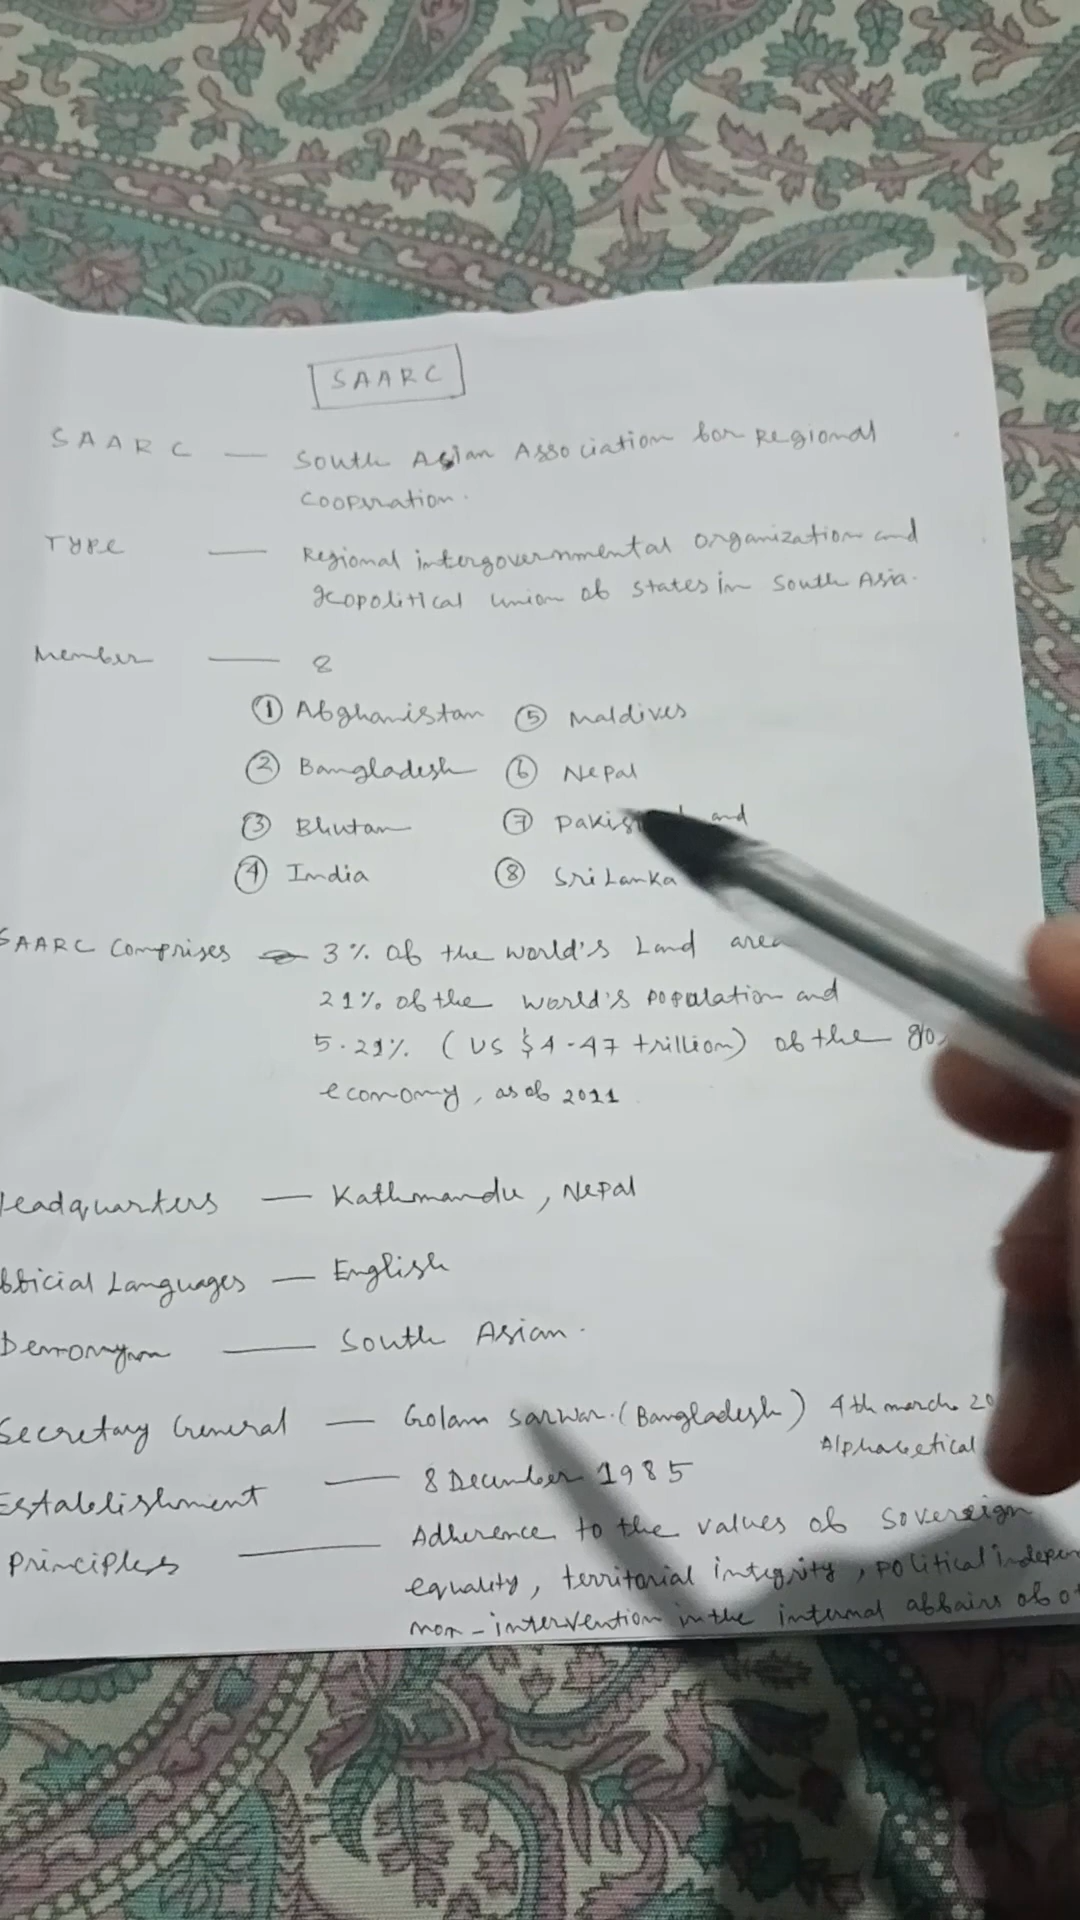 SAARC
SAARC — South Asian Association for Regional
Cooperation.
Type — Regional intergovernmental organization and
geopolitical union of states in South Asia.
Member — 8
① Afghanistan ⑤ Maldives
② Bangladesh ⑥ Nepal
③ Bhutan ⑦ and
④ India ⑧ Sri Lanka
SAARC Comprises — 3% of the world's Land area
21% of the world's population and
5.21% (US $4.47 trillion) of the
economy, as of 2021
Headquarters — Kathmandu, Nepal
Official Languages — English
Demonym — South Asian.
Secretary General — Golam Sarwar. (Bangladesh) 4th march
Alphabetical
Establishment — 8 December 1985
Principles — Adherence to the values of sovereign
equality, territorial integrity, political
non-intervention in the internal affairs of